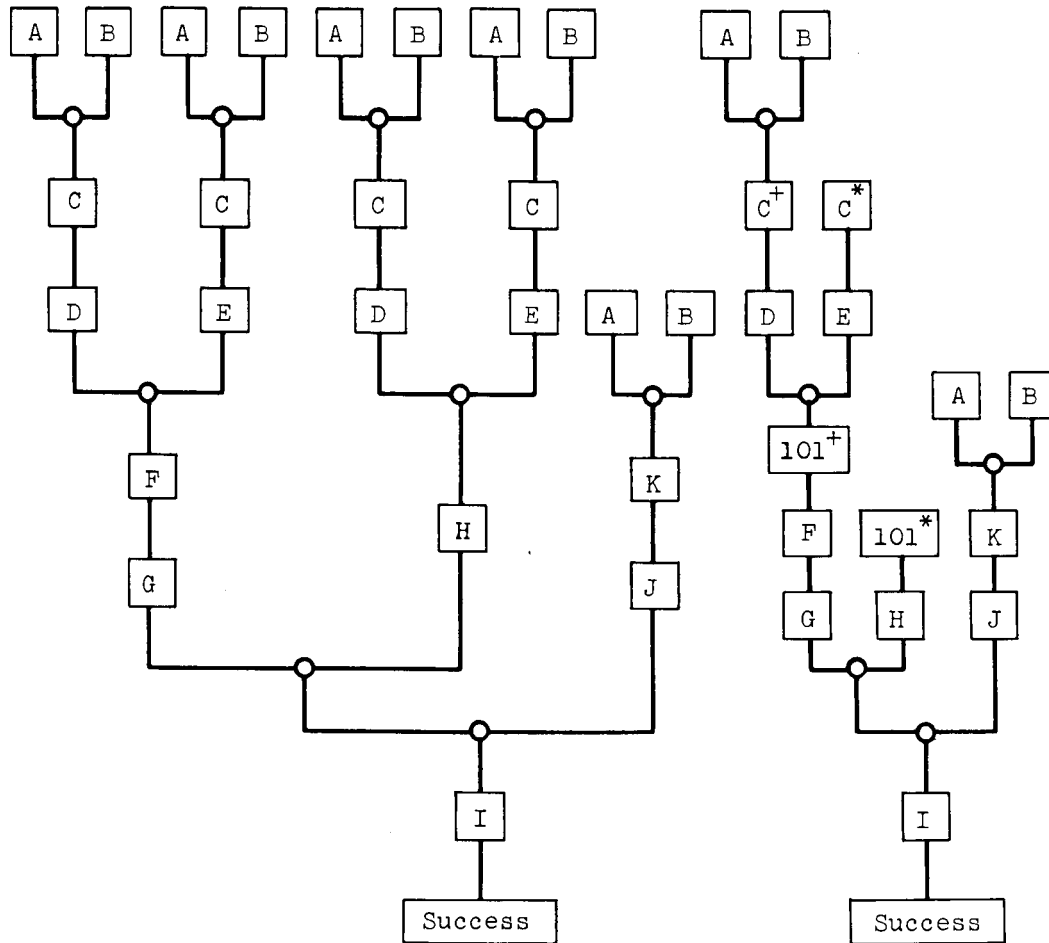 A B A B A B A B A B
C C C C C+ C*
D E D E A B D E
A B
101+
F K
H F 101* K
G J G H J
I I
Success Success